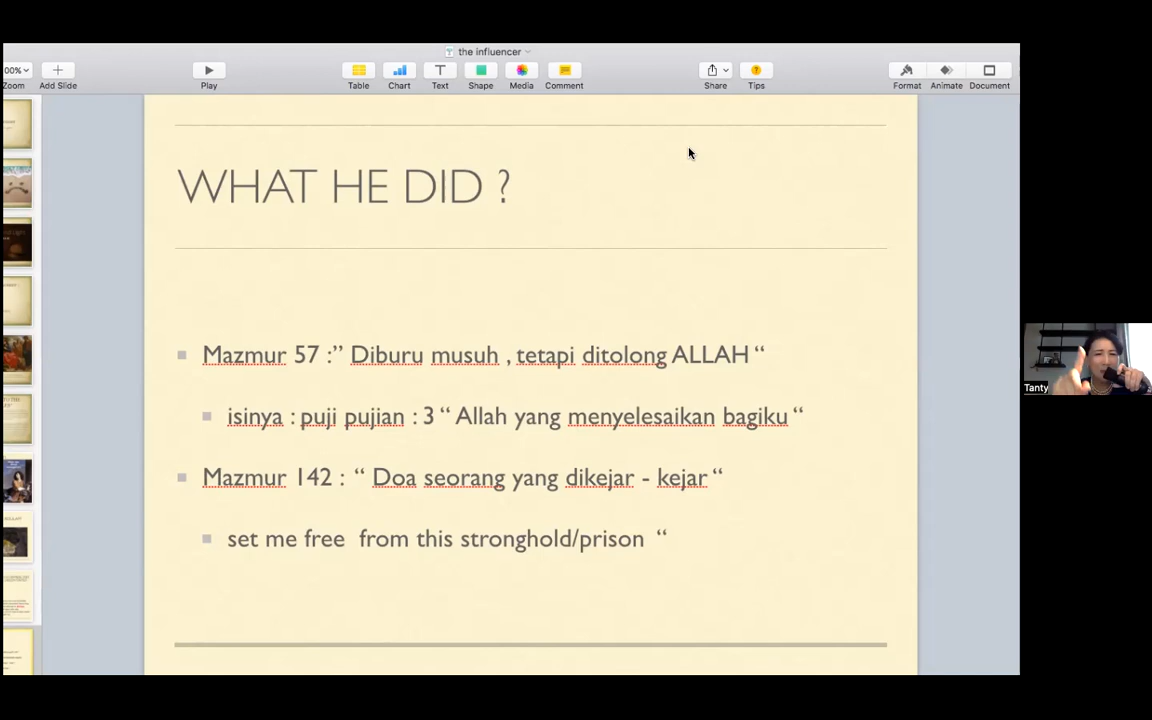 the influencer
00%
Zoom
Add Slide
Play
Table
Chart
Text
Shape
Media
Comment
Share
Tips
Format
Animate
Document
WHAT HE DID ?
Mazmur 57 :” Diburu musuh , tetapi ditolong ALLAH “
isinya : puji pujian : 3 “ Allah yang menyelesaikan bagiku “
Mazmur 142 : “ Doa seorang yang dikejar - kejar “
set me free from this stronghold/prison “
Tanty